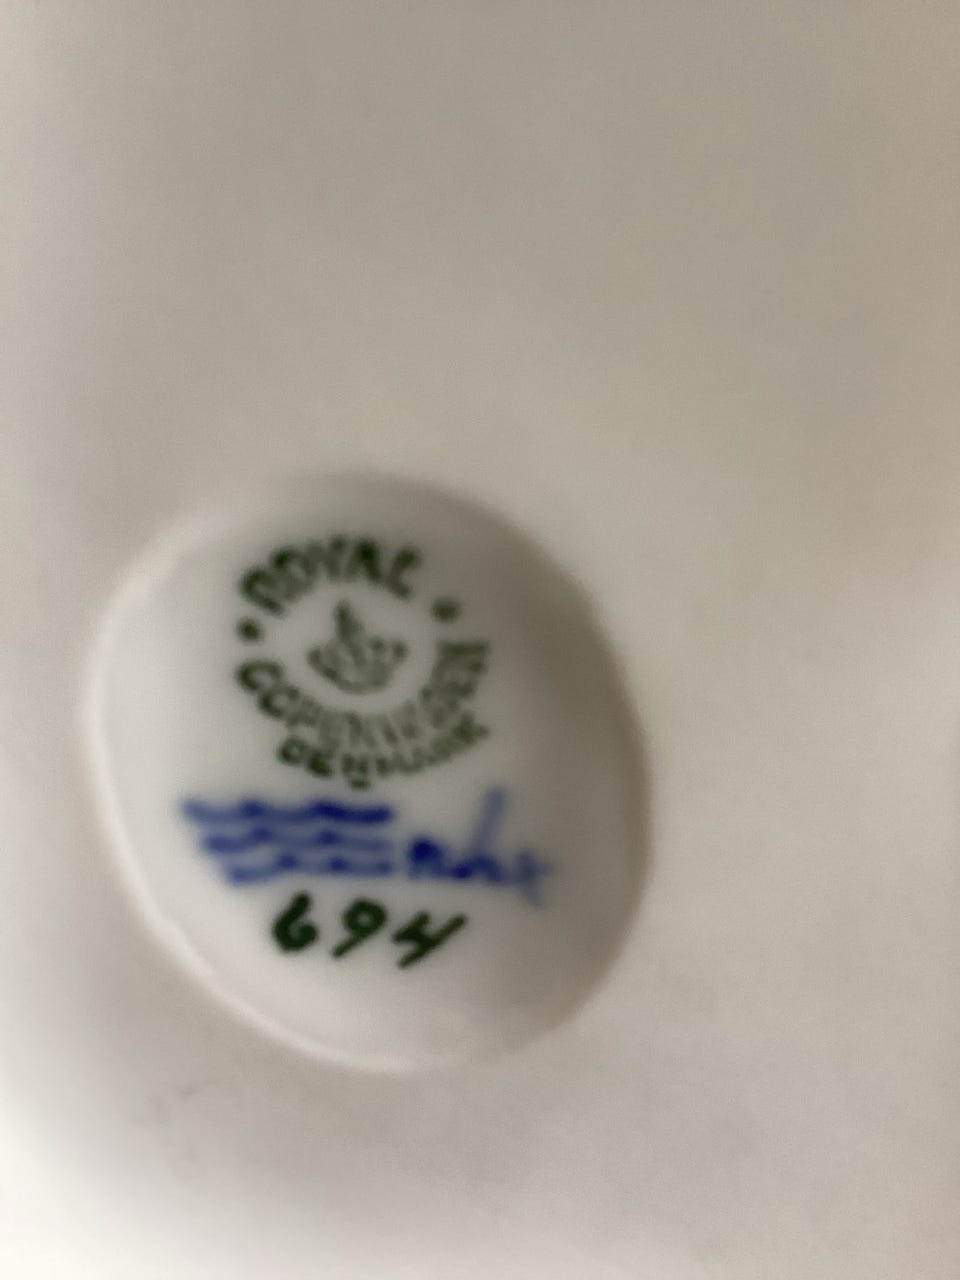 ROYAL
COPENHAGEN
DENMARK
694